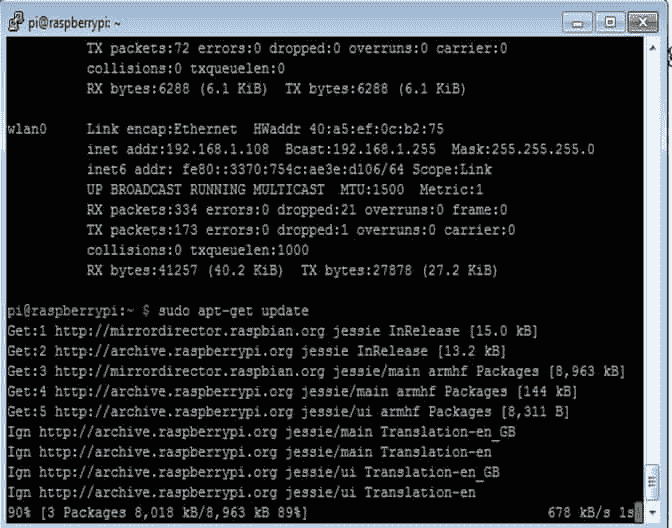 pi@raspberrypi: ~
TX packets:72 errors:0 dropped:0 overruns:0 carrier:0
collisions:0 txqueuelen:0
RX bytes:6288 (6.1 KiB)  TX bytes:6288 (6.1 KiB)
wlan0     Link encap:Ethernet  HWaddr 40:a5:ef:0c:b2:75
inet addr:192.168.1.108  Bcast:192.168.1.255  Mask:255.255.255.0
inet6 addr: fe80::3370:754c:ae3e:d106/64 Scope:Link
UP BROADCAST RUNNING MULTICAST  MTU:1500  Metric:1
RX packets:334 errors:0 dropped:21 overruns:0 frame:0
TX packets:173 errors:0 dropped:1 overruns:0 carrier:0
collisions:0 txqueuelen:1000
RX bytes:41257 (40.2 KiB)  TX bytes:27878 (27.2 KiB)
pi@raspberrypi:~ $ sudo apt-get update
Get:1 http://mirrordirector.raspbian.org jessie InRelease [15.0 kB]
Get:2 http://archive.raspberrypi.org jessie InRelease [13.2 kB]
Get:3 http://mirrordirector.raspbian.org jessie/main armhf Packages [8,963 kB]
Get:4 http://archive.raspberrypi.org jessie/main armhf Packages [144 kB]
Get:5 http://archive.raspberrypi.org jessie/ui armhf Packages [8,311 B]
Ign http://archive.raspberrypi.org jessie/main Translation-en_GB
Ign http://archive.raspberrypi.org jessie/main Translation-en
Ign http://archive.raspberrypi.org jessie/ui Translation-en_GB
Ign http://archive.raspberrypi.org jessie/ui Translation-en
90% [3 Packages 8,018 kB/8,963 kB 89%]                    678 kB/s 1s